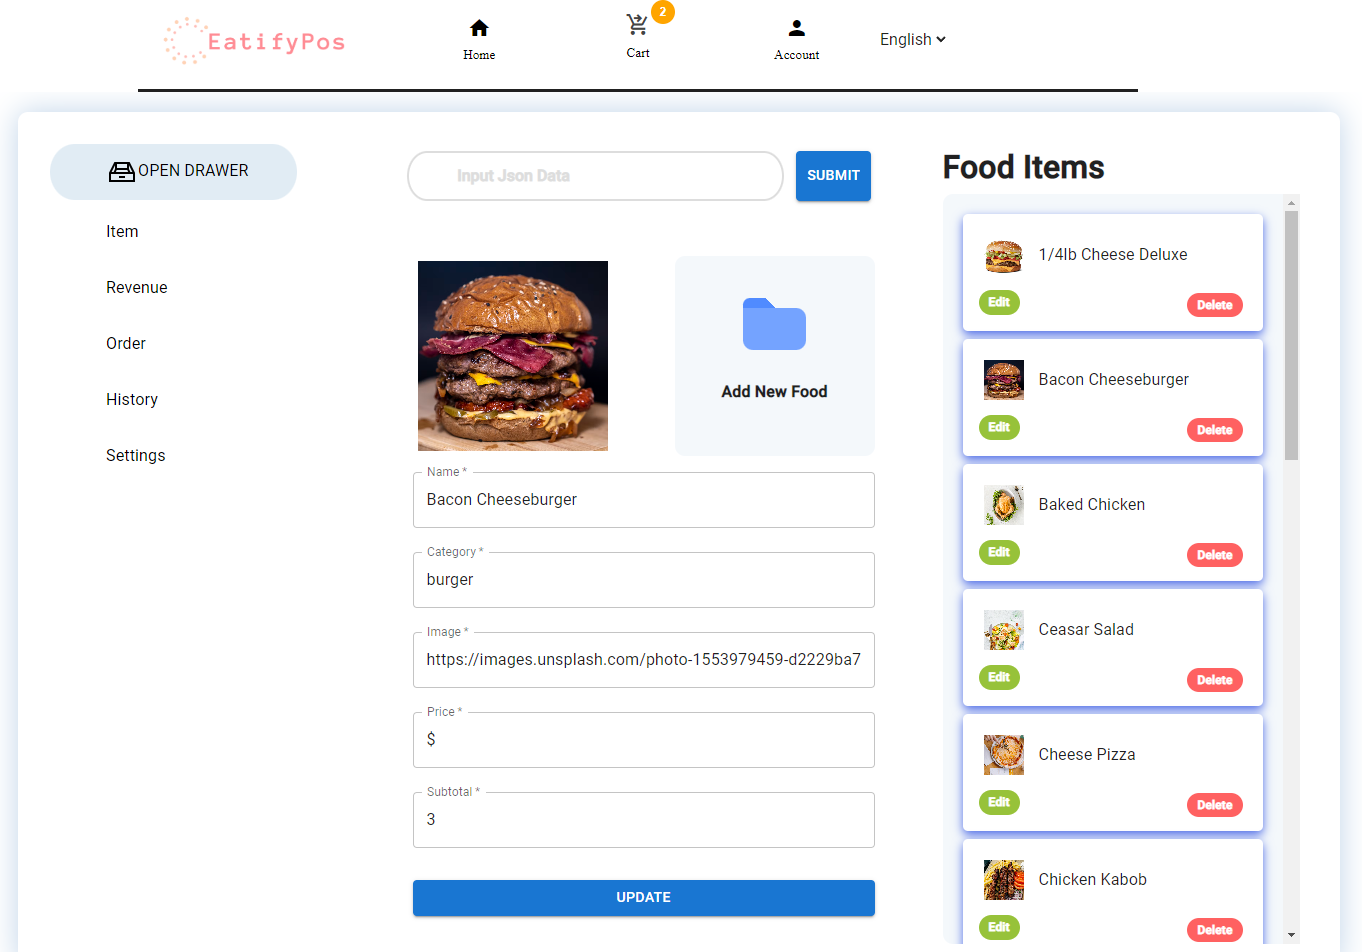 EatifyPos
Home
2
Cart
Account
English
OPEN DRAWER
Item
Revenue
Order
History
Settings
Input Json Data
SUBMIT
Add New Food
Name *
Bacon Cheeseburger
Category *
burger
Image *
https://images.unsplash.com/photo-1553979459-d2229ba7
Price *
$
Subtotal *
3
UPDATE
Food Items
1/4lb Cheese Deluxe
Edit
Delete
Bacon Cheeseburger
Edit
Delete
Baked Chicken
Edit
Delete
Ceasar Salad
Edit
Delete
Cheese Pizza
Edit
Delete
Chicken Kabob
Edit
Delete